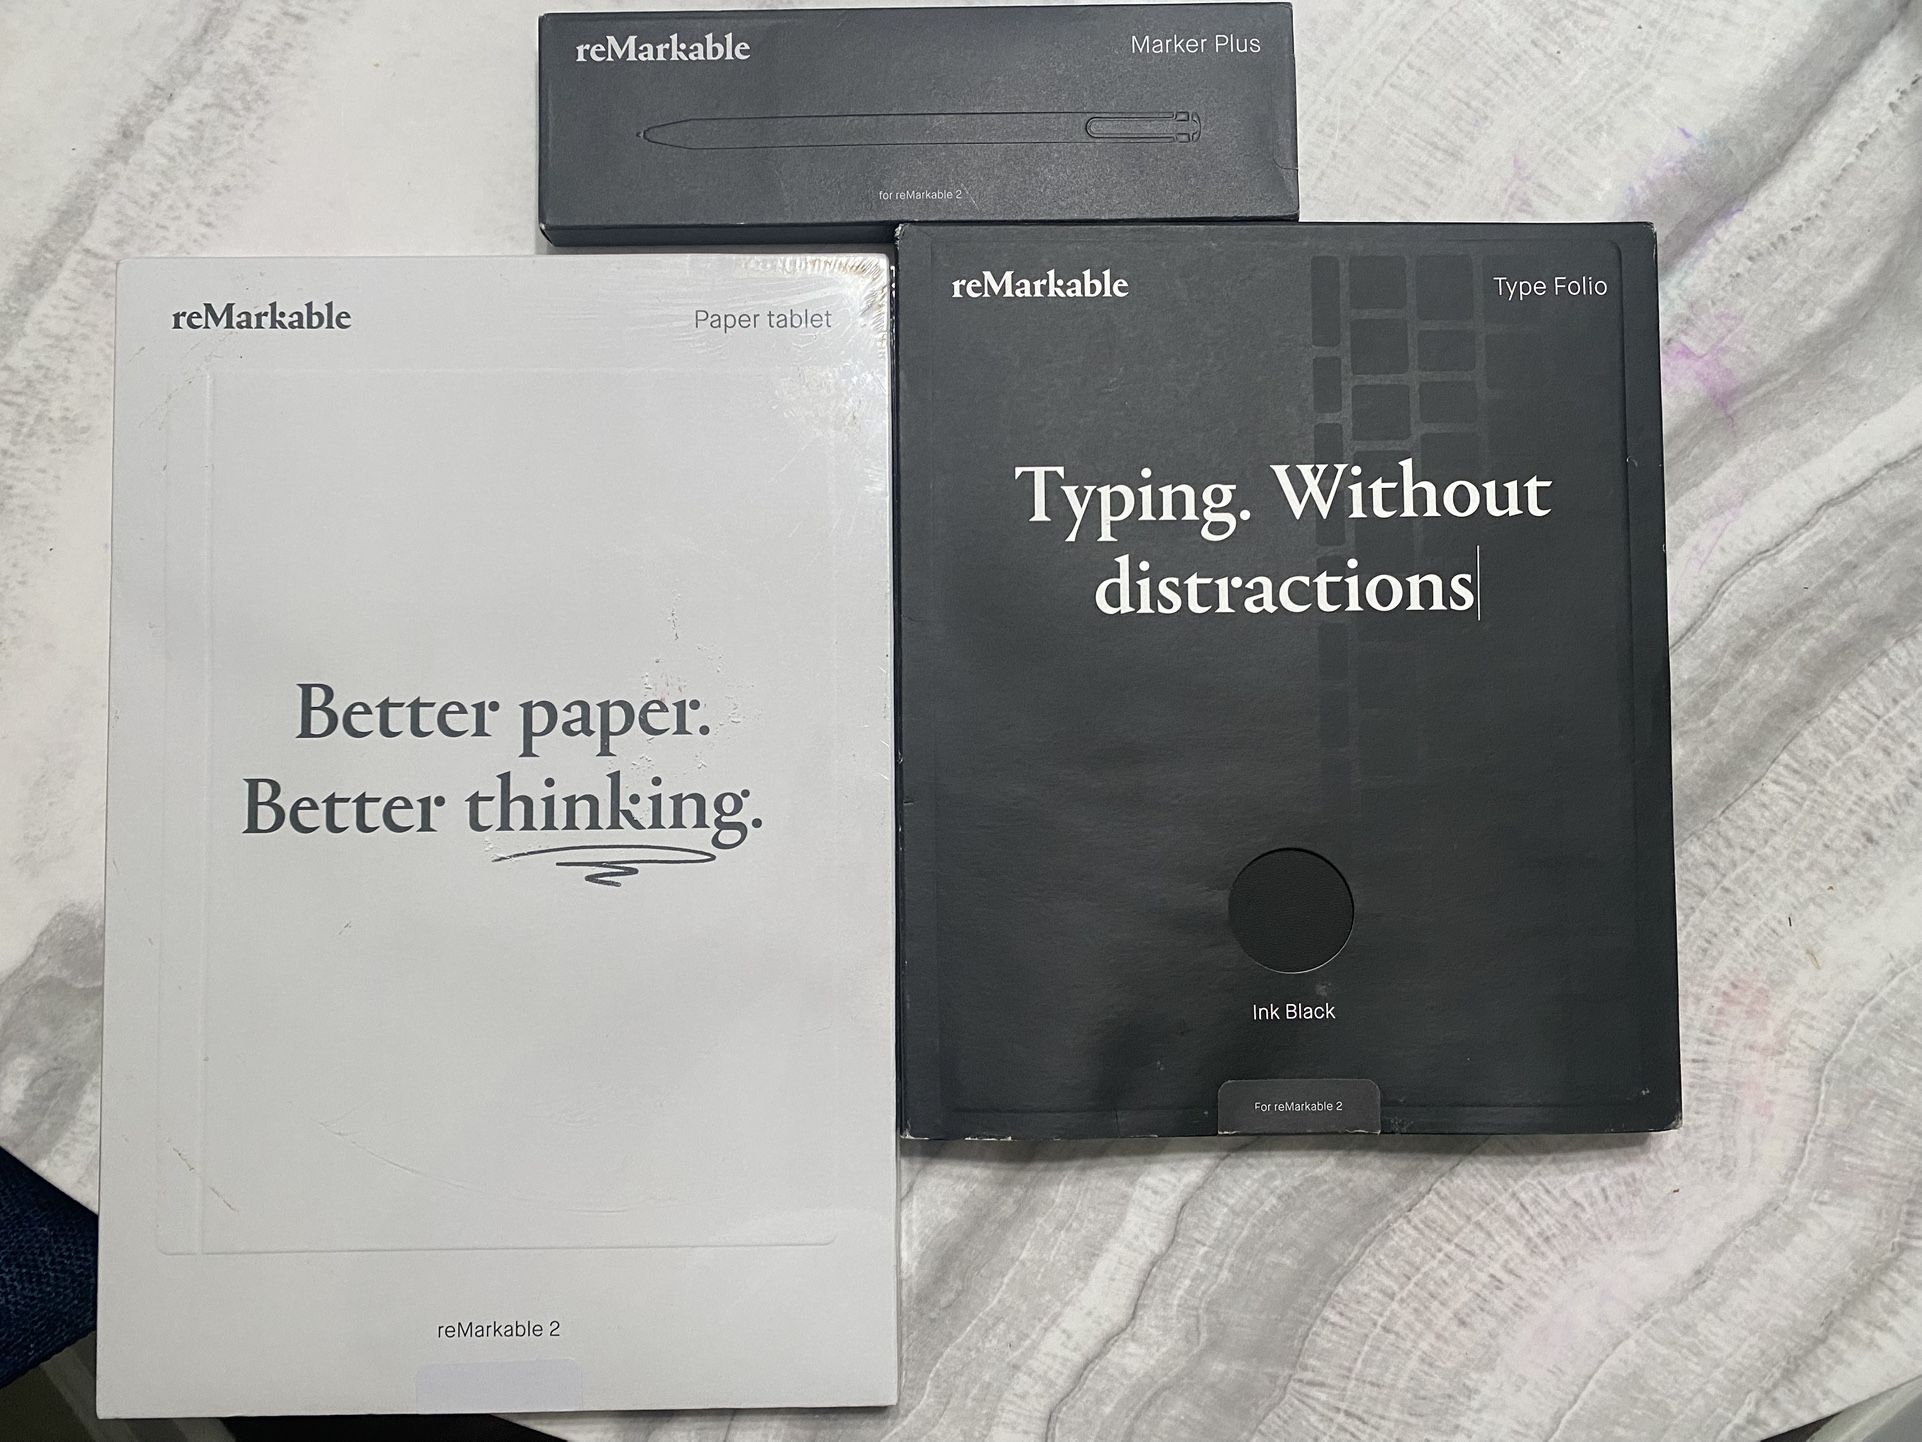 reMarkable
Marker Plus
for reMarkable 2
reMarkable
Paper tablet
Better paper.
Better thinking.
reMarkable 2
reMarkable
Type Folio
Typing. Without
distractions
Ink Black
For reMarkable 2